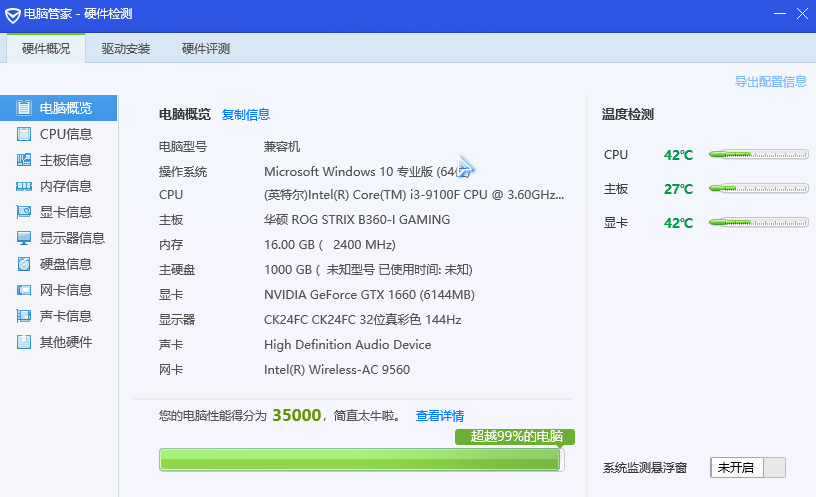 电脑管家 - 硬件检测
硬件概况 驱动安装 硬件评测
导出配置信息
电脑概览
CPU信息
主板信息
内存信息
显卡信息
显示器信息
硬盘信息
网卡信息
声卡信息
其他硬件
电脑概览 复制信息
电脑型号 兼容机
操作系统 Microsoft Windows 10 专业版 (64
CPU (英特尔)Intel(R) Core(TM) i3-9100F CPU @ 3.60GHz...
主板 华硕 ROG STRIX B360-I GAMING
内存 16.00 GB ( 2400 MHz)
主硬盘 1000 GB ( 未知型号 已使用时间: 未知)
显卡 NVIDIA GeForce GTX 1660 (6144MB)
显示器 CK24FC CK24FC 32位真彩色 144Hz
声卡 High Definition Audio Device
网卡 Intel(R) Wireless-AC 9560
您的电脑性能得分为 35000，简直太牛啦。 查看详情
超越99%的电脑
温度检测
CPU 42℃
主板 27℃
显卡 42℃
系统监测悬浮窗 未开启